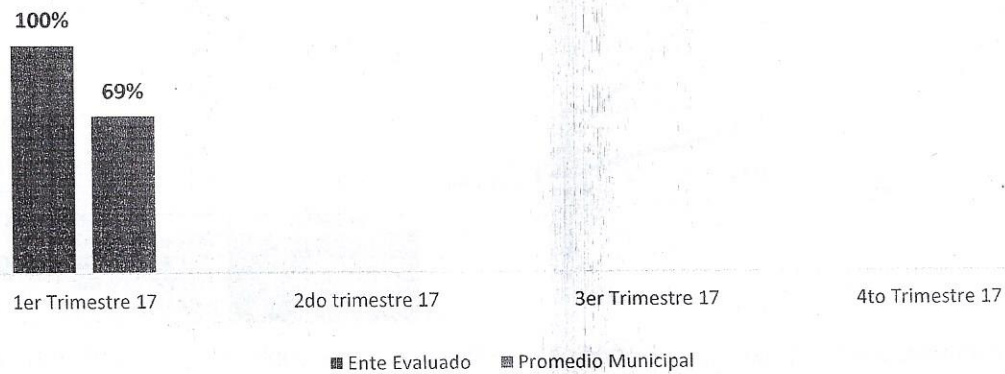 100%
69%
1er Trimestre 17 2do trimestre 17 3er Trimestre 17 4to Trimestre 17
Ente Evaluado Promedio Municipal